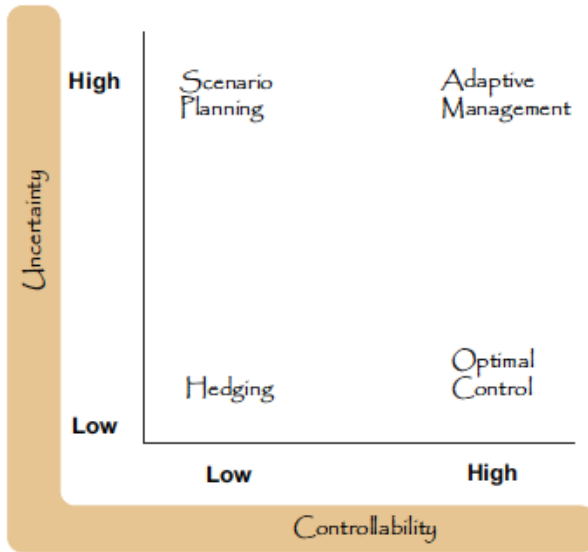 High
Scenario
Planning
Adaptive
Management
Uncertainty
Hedging
Optimal
Control
Low
Low
High
Controllability